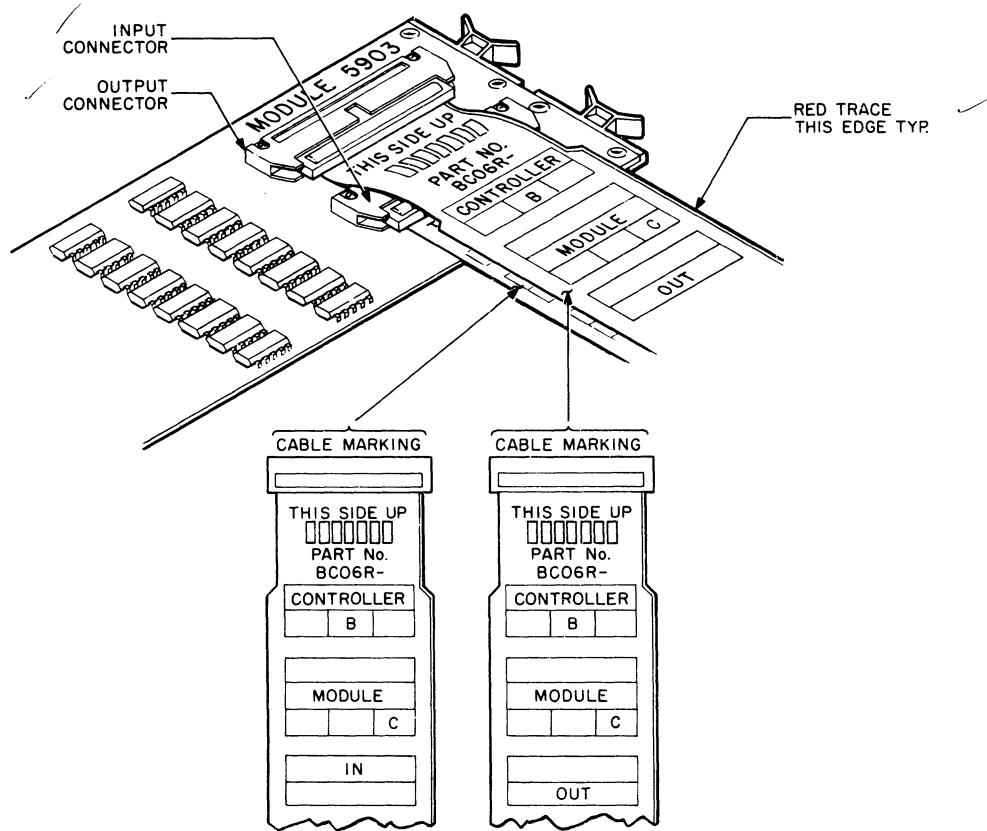 INPUT
CONNECTOR
OUTPUT
CONNECTOR
MODULE 5903
RED TRACE
THIS EDGE TYP.
THIS SIDE UP
PART NO.
BC06R-
CONTROLLER
B
MODULE
C
OUT
CABLE MARKING
THIS SIDE UP
PART No.
BC06R-
CONTROLLER
B
MODULE
C
IN
CABLE MARKING
THIS SIDE UP
PART No.
BC06R-
CONTROLLER
B
MODULE
C
OUT